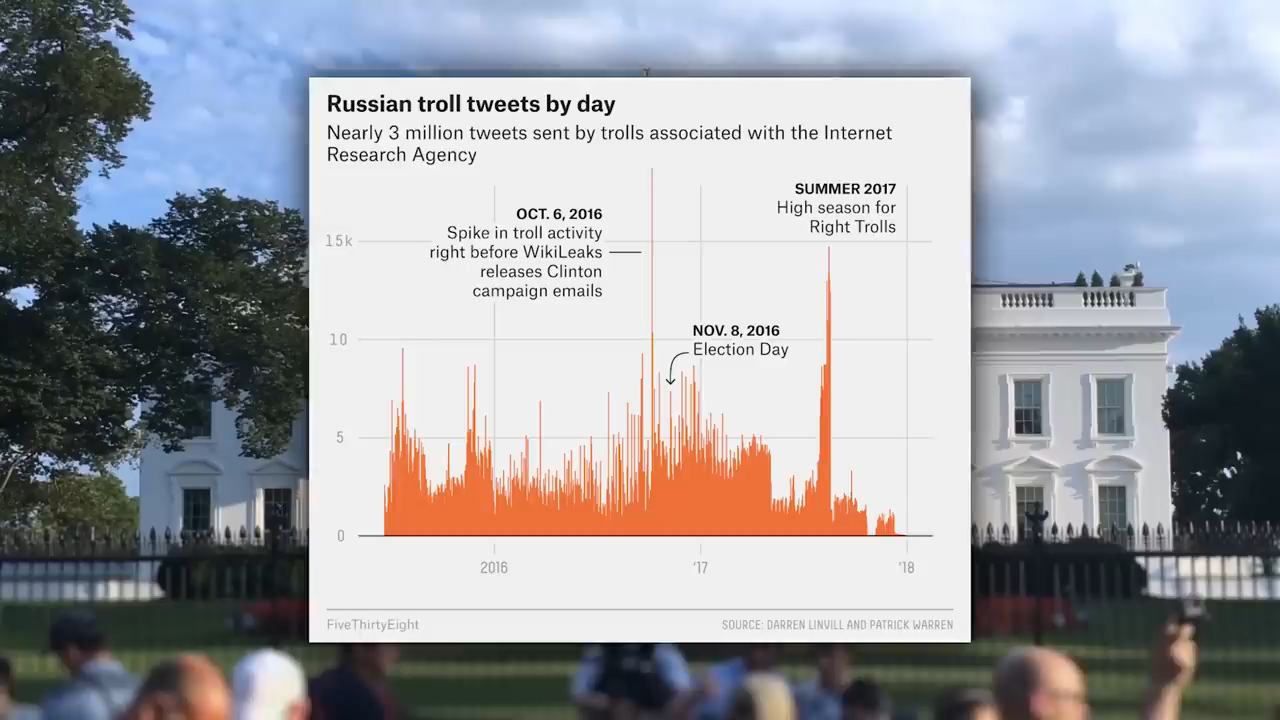 Russian troll tweets by day
Nearly 3 million tweets sent by trolls associated with the Internet
Research Agency
SUMMER 2017
High season for
Right Trolls
OCT. 6, 2016
Spike in troll activity
right before WikiLeaks
releases Clinton
campaign emails
NOV. 8, 2016
Election Day
15k
10
5
0
2016
'17
'18
FiveThirtyEight
SOURCE: DARREN LINVILL AND PATRICK WARREN